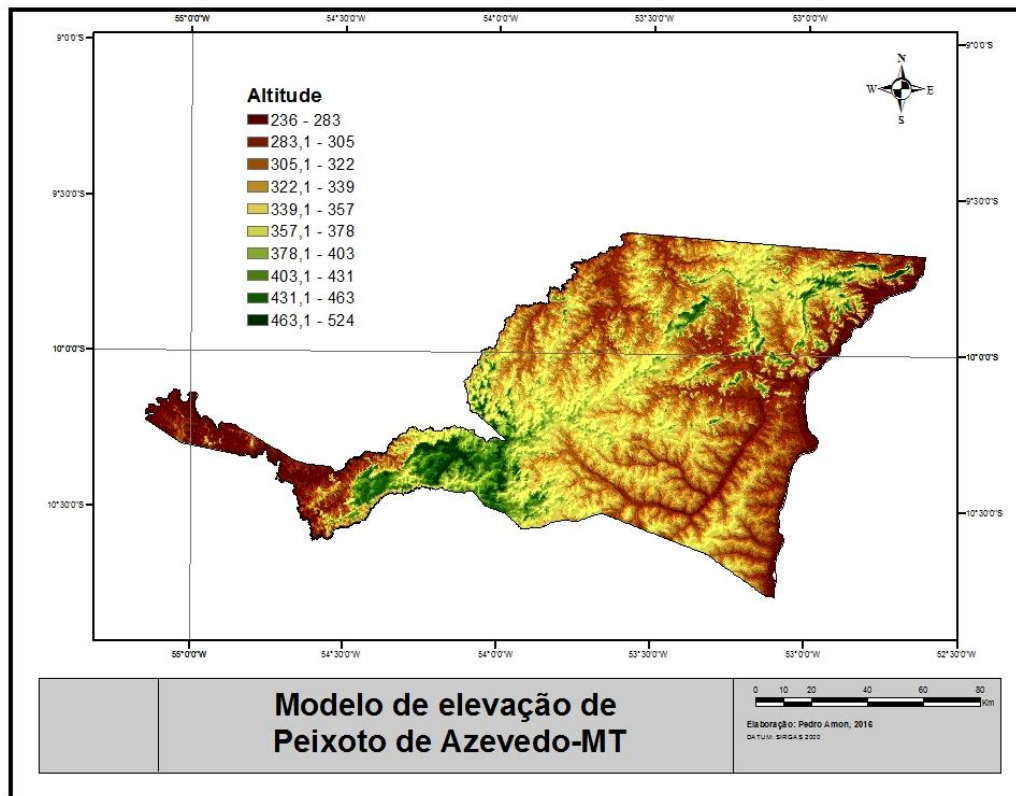 55°0'0"W 54°30'0"W 54°0'0"W 53°30'0"W 53°0'0"W
9°0'0"S
9°0'0"S
N
W E
S
Altitude
236 - 283
283,1 - 305
305,1 - 322
322,1 - 339
339,1 - 357
357,1 - 378
378,1 - 403
403,1 - 431
431,1 - 463
463,1 - 524
9°30'0"S
9°30'0"S
10°0'0"S
10°0'0"S
10°30'0"S
10°30'0"S
55°0'0"W 54°30'0"W 54°0'0"W 53°30'0"W 53°0'0"W 52°30'0"W
Modelo de elevação de
Peixoto de Azevedo-MT
0 10 20 40 60 80
Km
Elaboração: Pedro Amon, 2016
DATUM: SIRGAS 2000